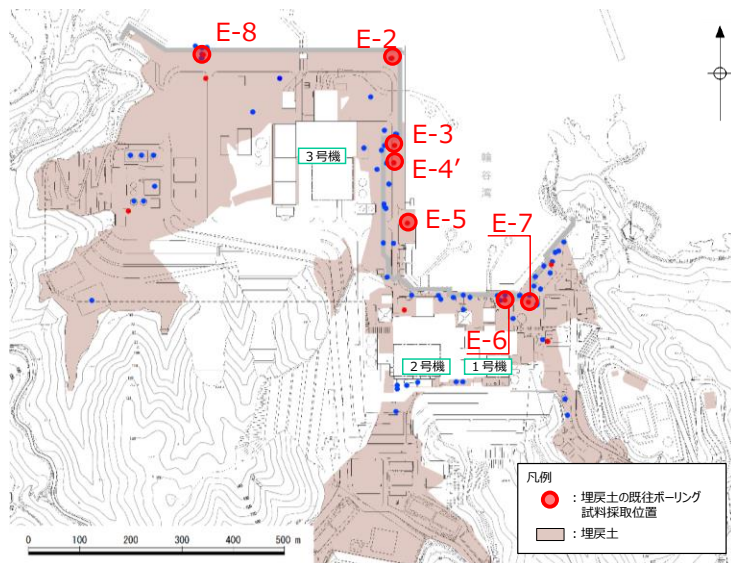 E-8
E-2
E-3
3号機
E-4’
輪谷湾
E-5
E-7
E-6
2号機
1号機
凡例
:埋戻土の既往ボーリング
試料採取位置
:埋戻土
0 100 200 300 400 500 m